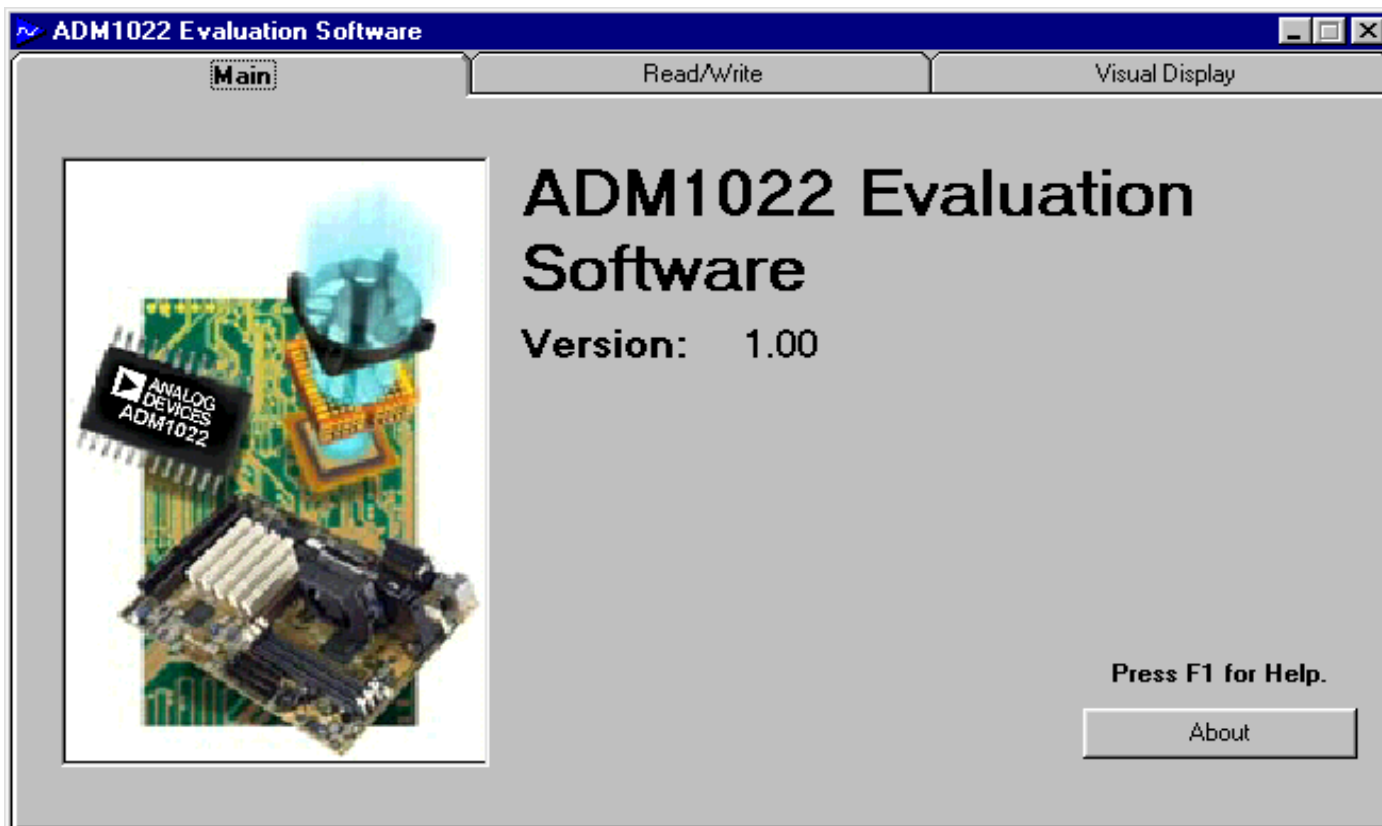 ADM1022 Evaluation Software
Main
Read/Write
Visual Display
ADM1022 Evaluation
Software
Version: 1.00
ANALOG
DEVICES
ADM1022
Press F1 for Help.
About